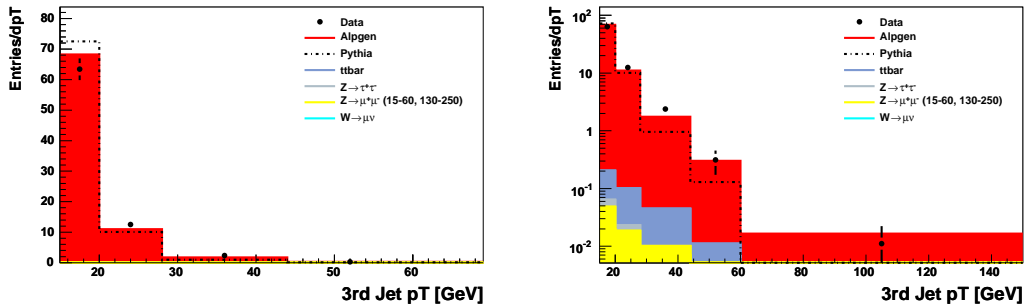 Entries/dpT
80
70
60
50
40
30
20
10
0
20 30 40 50 60
3rd Jet pT [GeV]
Data
Alpgen
Pythia
ttbar
Z→τ⁺τ⁻
Z→μ⁺μ⁻ (15-60, 130-250)
W→μν
Entries/dpT
10²
10
1
10⁻¹
10⁻²
20 40 60 80 100 120 140
3rd Jet pT [GeV]
Data
Alpgen
Pythia
ttbar
Z→τ⁺τ⁻
Z→μ⁺μ⁻ (15-60, 130-250)
W→μν